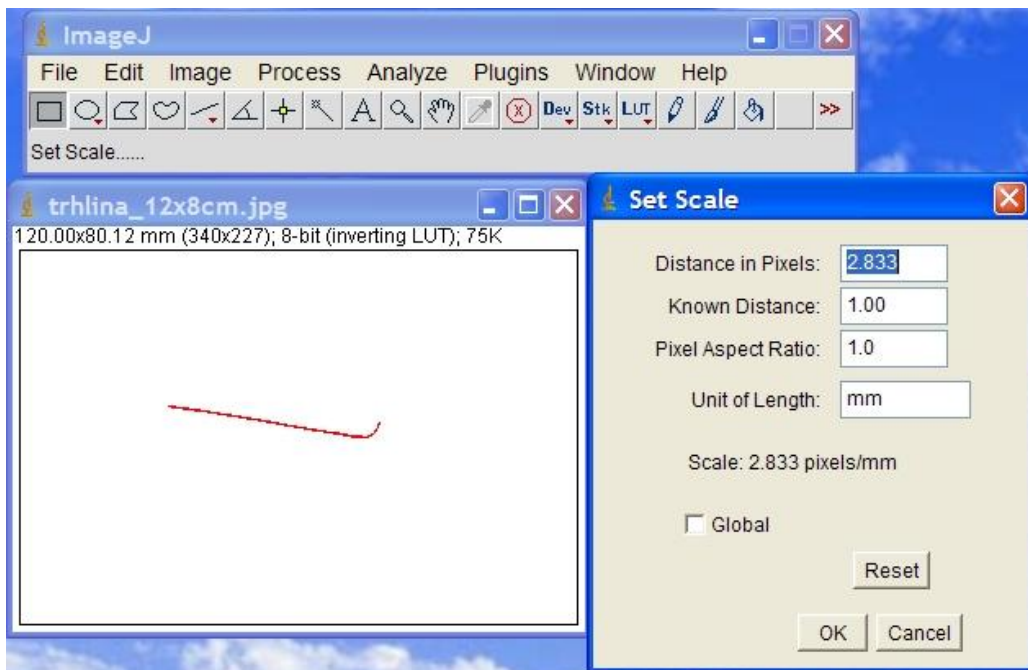 ImageJ
File Edit Image Process Analyze Plugins Window Help
A Dev Stk LUT >>
Set Scale......
trhlina_12x8cm.jpg
120.00x80.12 mm (340x227); 8-bit (inverting LUT); 75K
Set Scale
Distance in Pixels: 2.833
Known Distance: 1.00
Pixel Aspect Ratio: 1.0
Unit of Length: mm
Scale: 2.833 pixels/mm
Global
Reset
OK Cancel